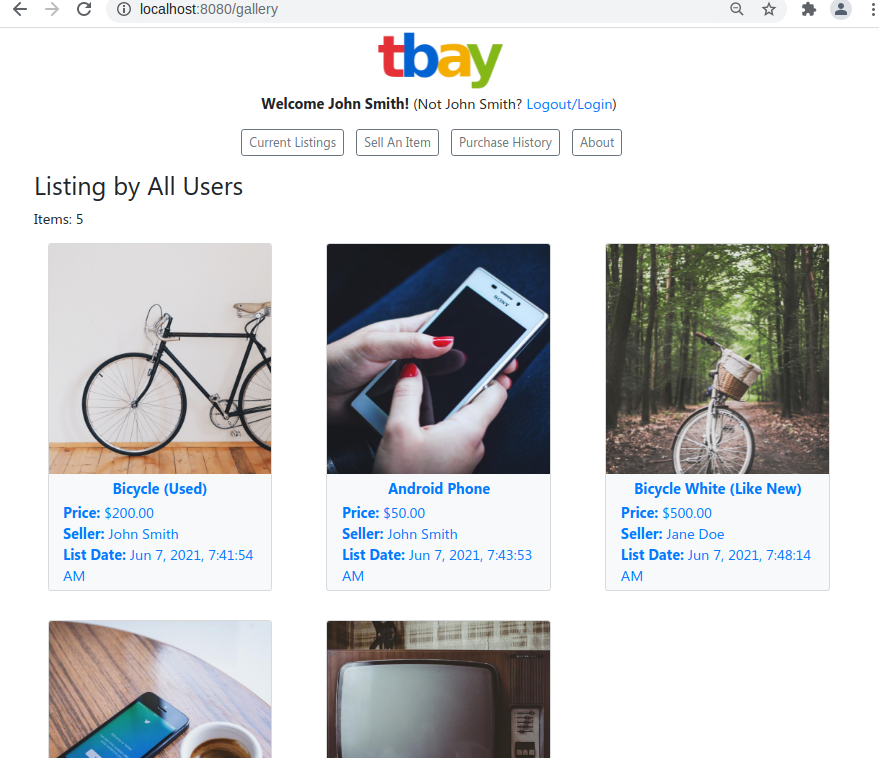 localhost:8080/gallery
tbay
Welcome John Smith! (Not John Smith? Logout/Login)
Current Listings Sell An Item Purchase History About
Listing by All Users
Items: 5
SONY
Bicycle (Used)
Price: $200.00
Seller: John Smith
List Date: Jun 7, 2021, 7:41:54
AM
Android Phone
Price: $50.00
Seller: John Smith
List Date: Jun 7, 2021, 7:43:53
AM
Bicycle White (Like New)
Price: $500.00
Seller: Jane Doe
List Date: Jun 7, 2021, 7:48:14
AM